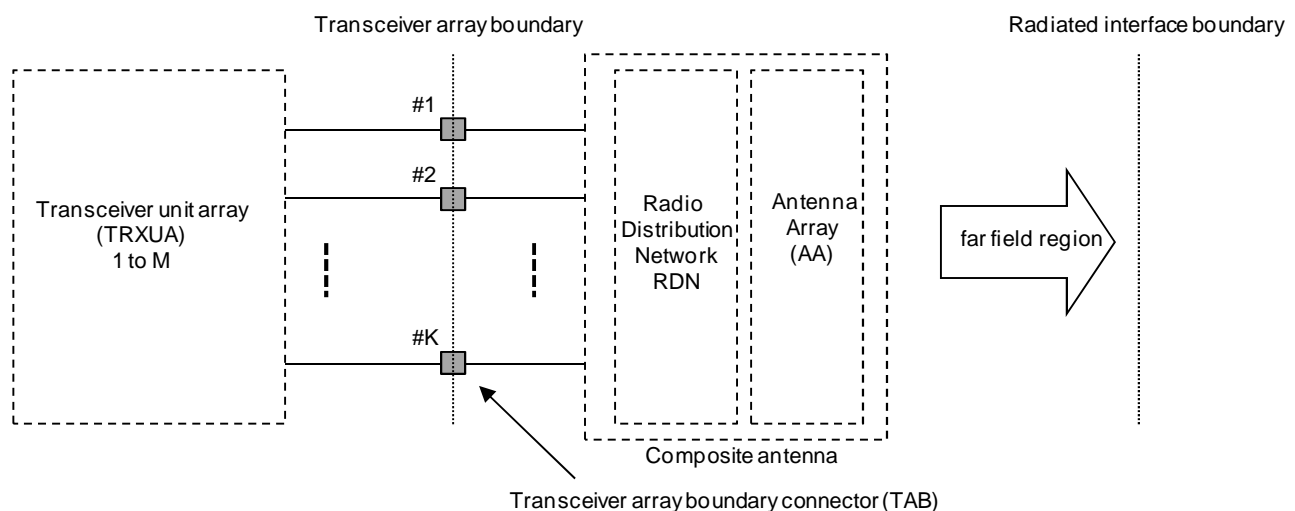 Transceiver array boundary
Radiated interface boundary
#1
#2
#K
Transceiver unit array
(TRXUA)
1 to M
Radio
Distribution
Network
RDN
Antenna
Array
(AA)
far field region
Composite antenna
Transceiver array boundary connector (TAB)